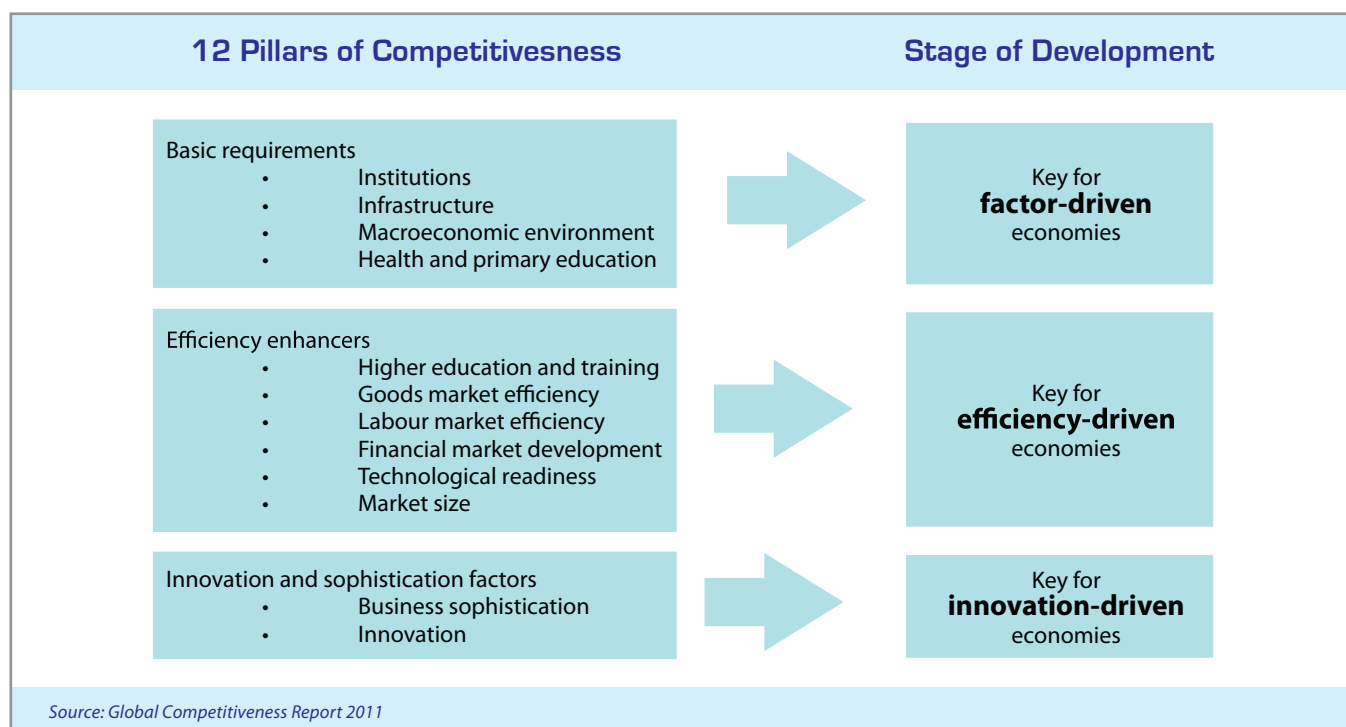 12 Pillars of Competitivesness
Stage of Development
Basic requirements
• Institutions
• Infrastructure
• Macroeconomic environment
• Health and primary education
Key for
factor-driven
economies
Efficiency enhancers
• Higher education and training
• Goods market efficiency
• Labour market efficiency
• Financial market development
• Technological readiness
• Market size
Key for
efficiency-driven
economies
Innovation and sophistication factors
• Business sophistication
• Innovation
Key for
innovation-driven
economies
Source: Global Competitiveness Report 2011